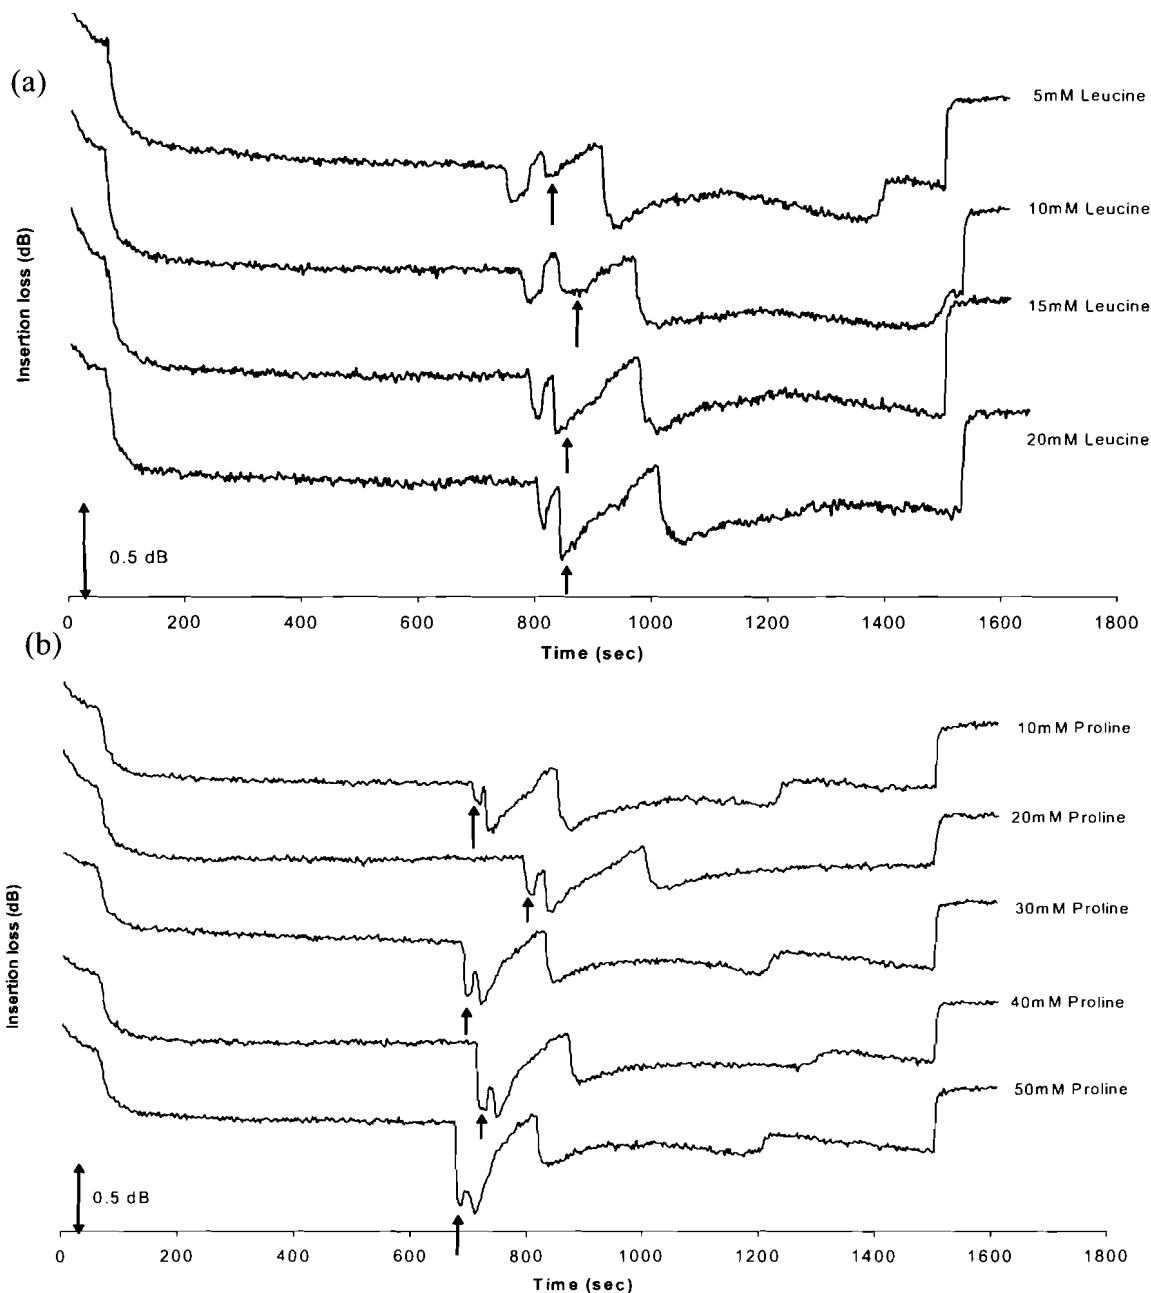 (a)
5mM Leucine
10mM Leucine
15mM Leucine
20mM Leucine
Insertion loss (dB)
0.5 dB
0 200 400 600 800 1000 1200 1400 1600 1800
Time (sec)
(b)
10mM Proline
20mM Proline
30mM Proline
40mM Proline
50mM Proline
Insertion loss (dB)
0.5 dB
0 200 400 600 800 1000 1200 1400 1600 1800
Time (sec)